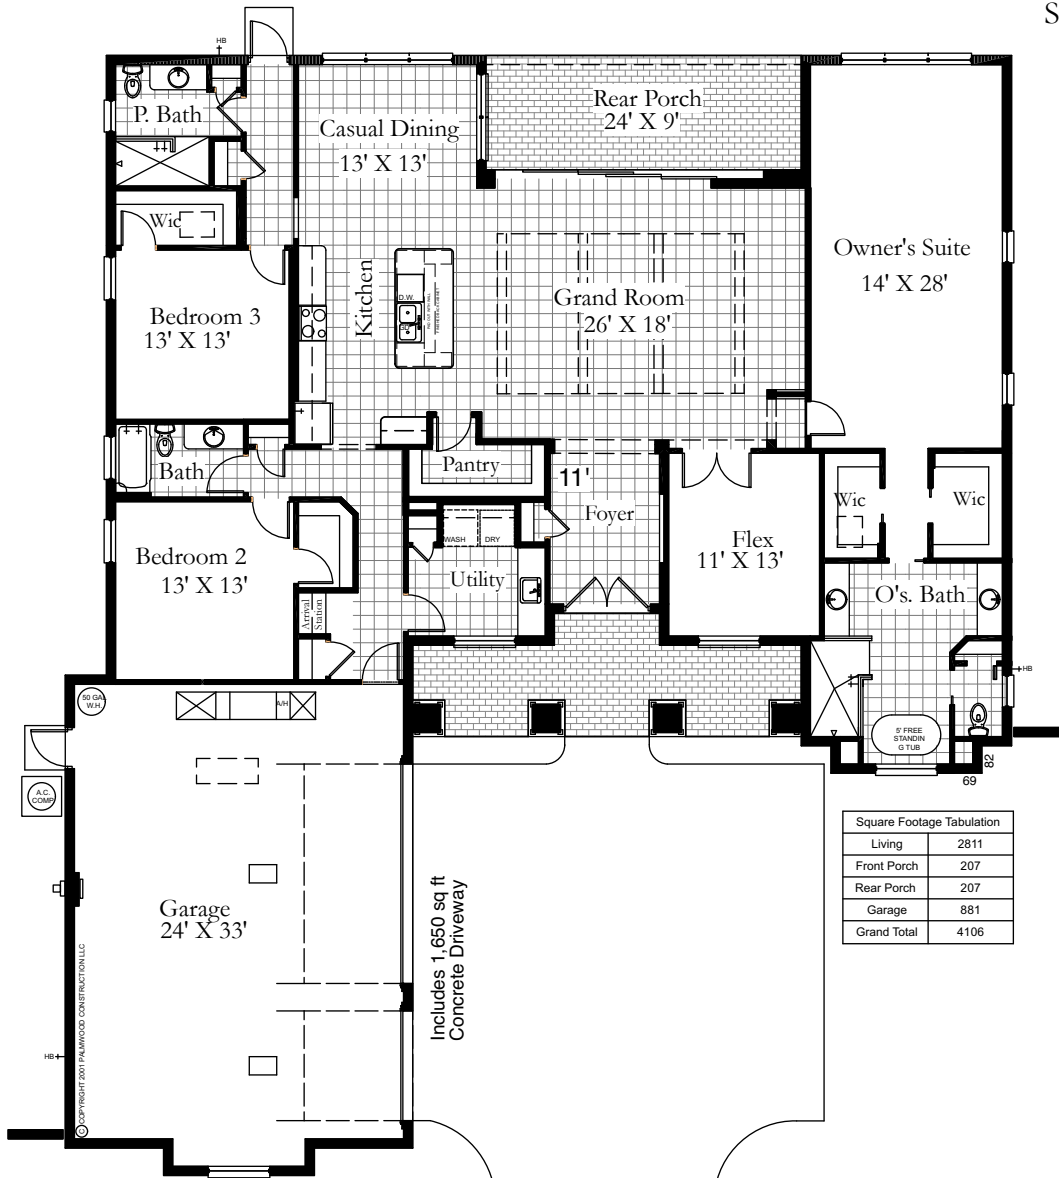 S
HB
P. Bath
Casual Dining
13' X 13'
Rear Porch
24' X 9'
Wic
Owner's Suite
14' X 28'
Kitchen
D.W.
Grand Room
26' X 18'
Bedroom 3
13' X 13'
Bath
Pantry
11'
Foyer
Wic
Wic
WASH
DRY
Flex
11' X 13'
Bedroom 2
13' X 13'
Utility
O's. Bath
Arrival
Station
HB
50 GAL
W.H.
A/H
5' FREE
STANDIN
G TUB
82
69
A.C.
COMP
Square Footage Tabulation
Living 2811
Front Porch 207
Rear Porch 207
Garage 881
Grand Total 4106
Garage
24' X 33'
Includes 1,650 sq ft
Concrete Driveway
HB
© COPYRIGHT 2001 PALMWOOD CONSTRUCTION LLC